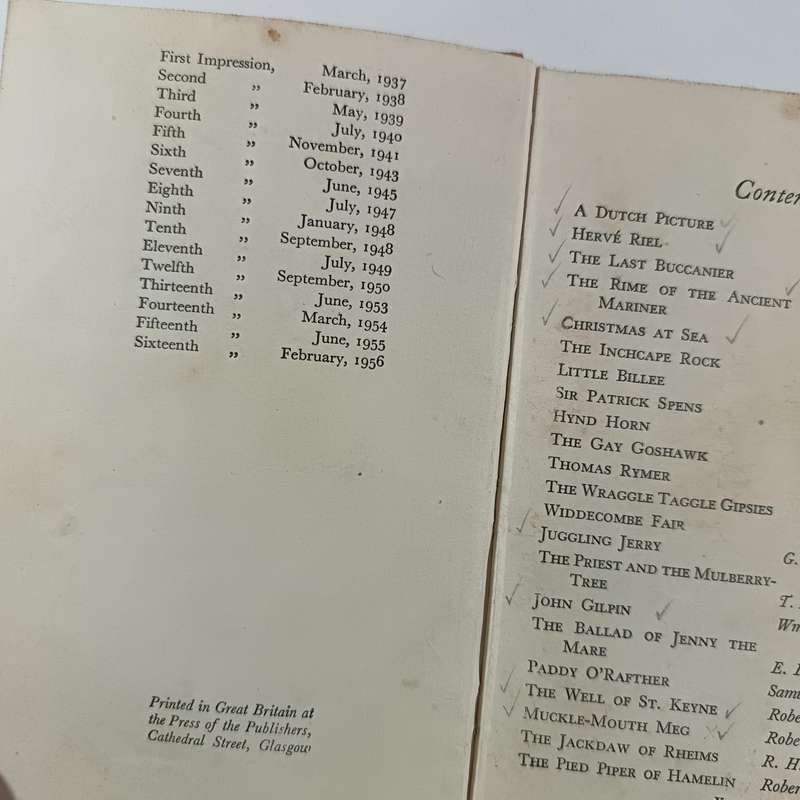 First Impression, March, 1937
Second ,, February, 1938
Third ,, May, 1939
Fourth ,, July, 1940
Fifth ,, November, 1941
Sixth ,, October, 1943
Seventh ,, June, 1945
Eighth ,, July, 1947
Ninth ,, January, 1948
Tenth ,, September, 1948
Eleventh ,, July, 1949
Twelfth ,, September, 1950
Thirteenth ,, June, 1953
Fourteenth ,, March, 1954
Fifteenth ,, June, 1955
Sixteenth ,, February, 1956
Printed in Great Britain at
the Press of the Publishers,
Cathedral Street, Glasgow
Conten
A DUTCH PICTURE
HERVÉ RIEL
THE LAST BUCCANIER
THE RIME OF THE ANCIENT
MARINER
CHRISTMAS AT SEA
THE INCHCAPE ROCK
LITTLE BILLEE
SIR PATRICK SPENS
HYND HORN
THE GAY GOSHAWK
THOMAS RYMER
THE WRAGGLE TAGGLE GIPSIES
WIDDECOMBE FAIR
JUGGLING JERRY G.
THE PRIEST AND THE MULBERRY-
TREE T.
JOHN GILPIN Wm
THE BALLAD OF JENNY THE
MARE E.
PADDY O'RAFTHER Samu
THE WELL OF ST. KEYNE Robe
MUCKLE-MOUTH MEG Robe
THE JACKDAW OF RHEIMS R. H.
THE PIED PIPER OF HAMELIN Rober